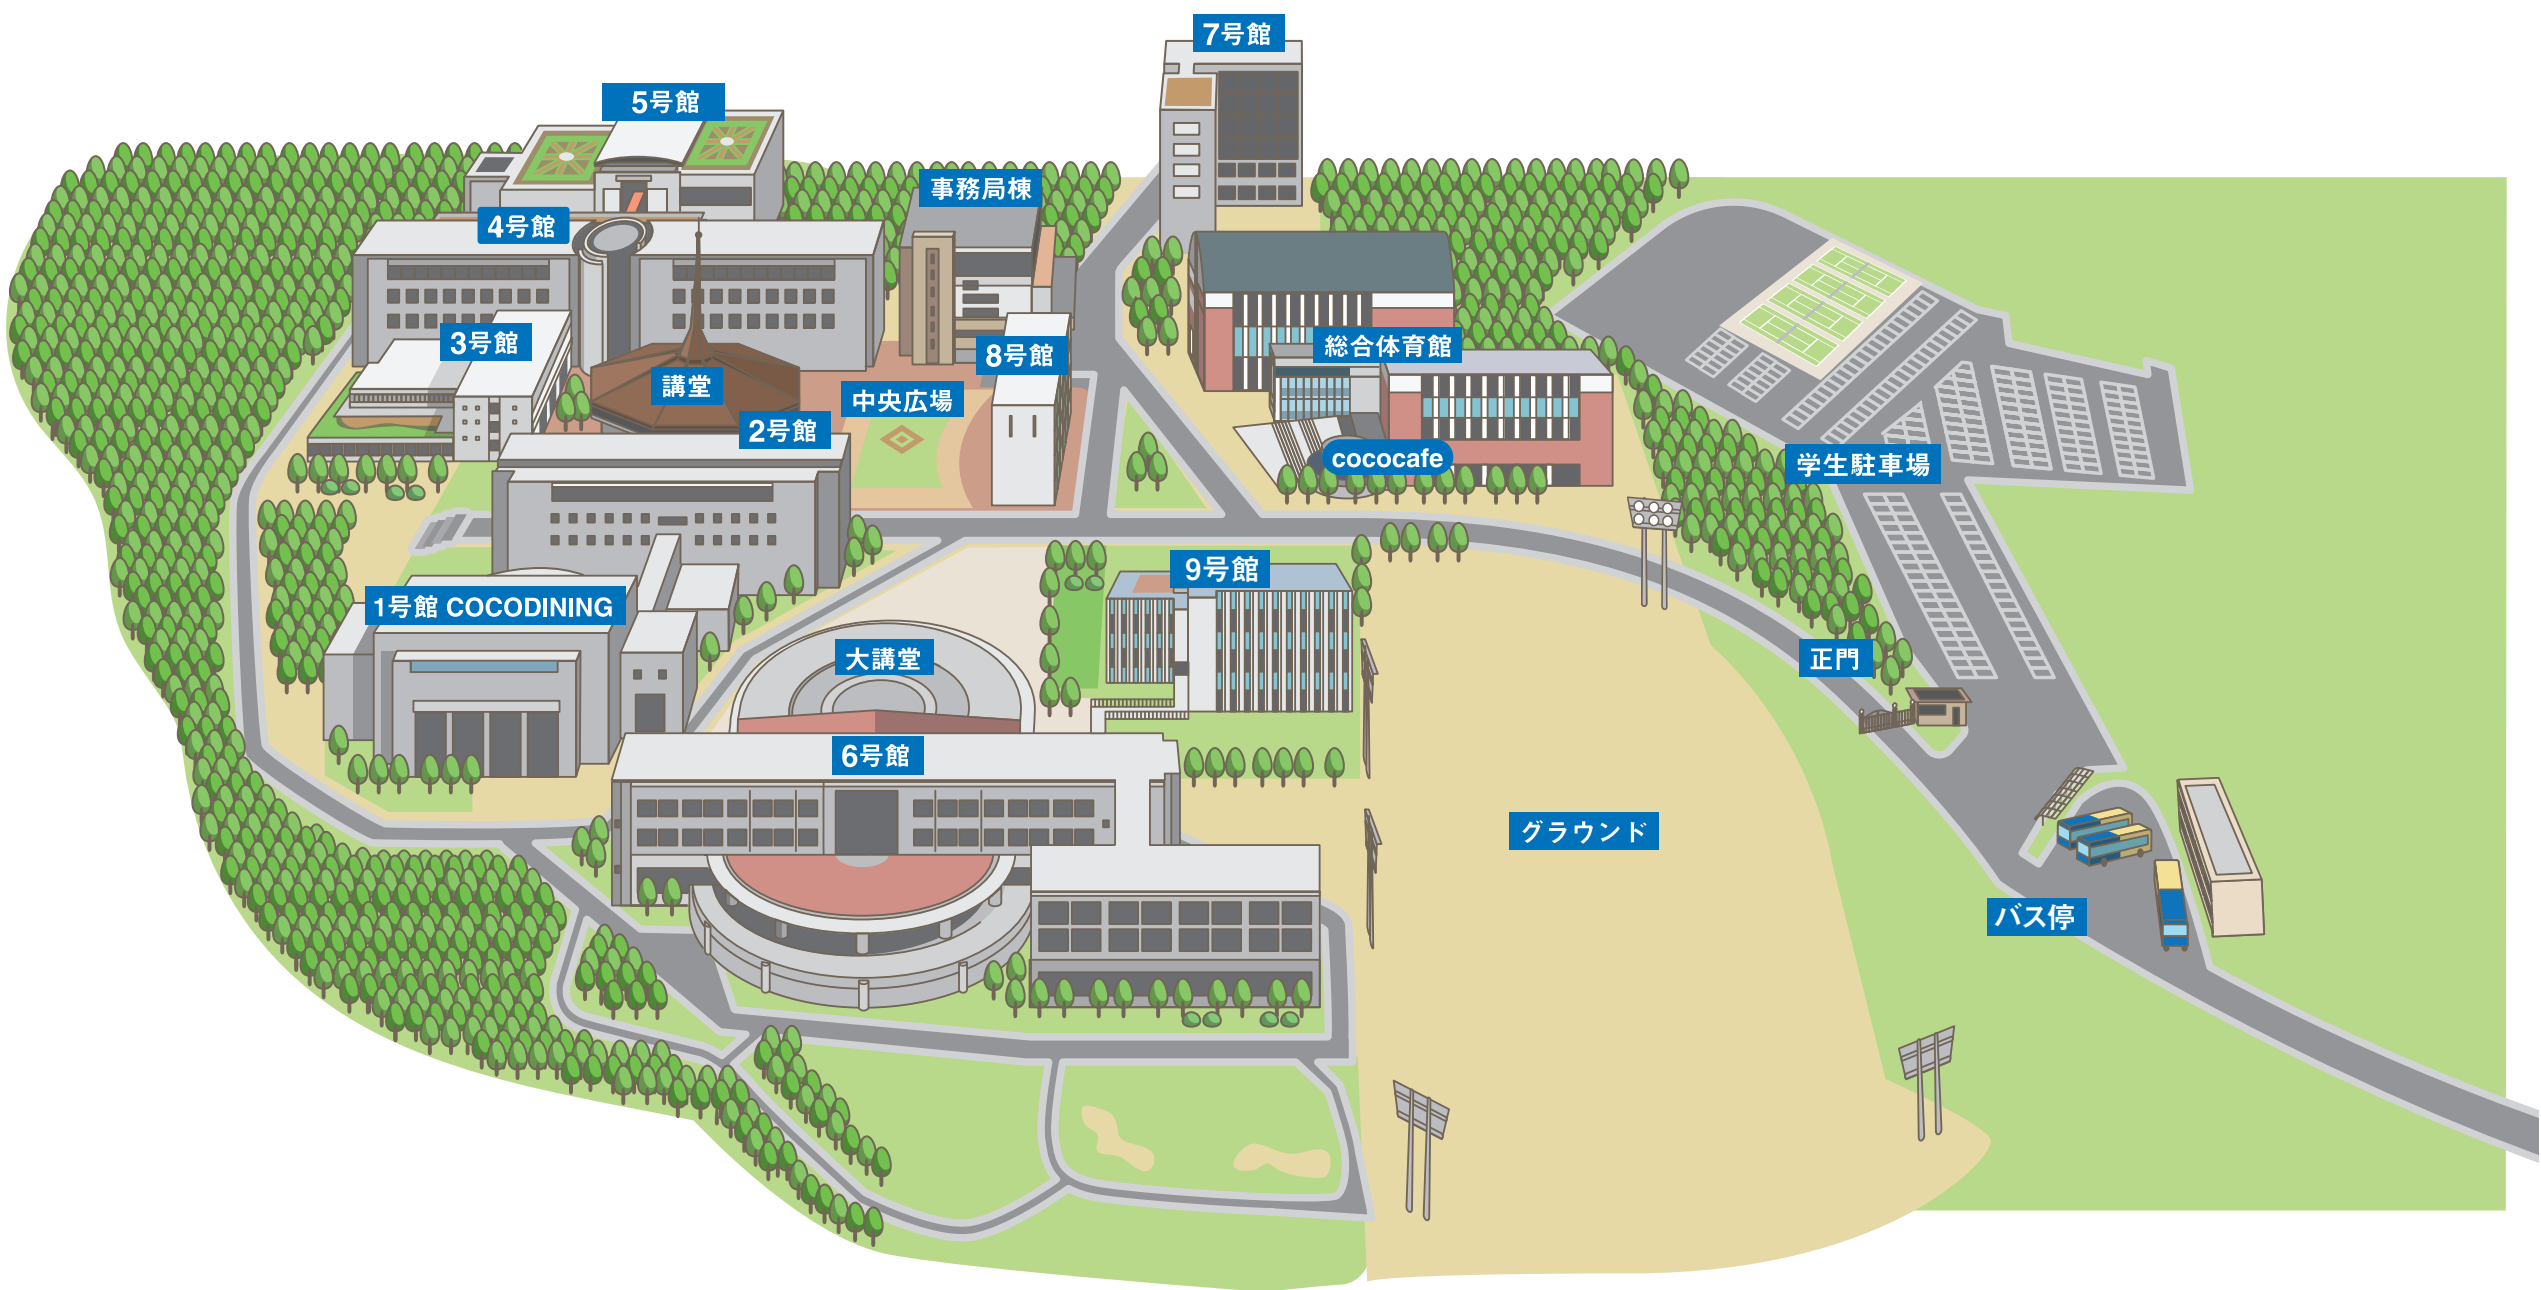 7号館
5号館
事務局棟
4号館
3号館
総合体育館
8号館
講堂
中央広場
2号館
cococafe
学生駐車場
9号館
1号館 COCODINING
大講堂
正門
6号館
グラウンド
バス停